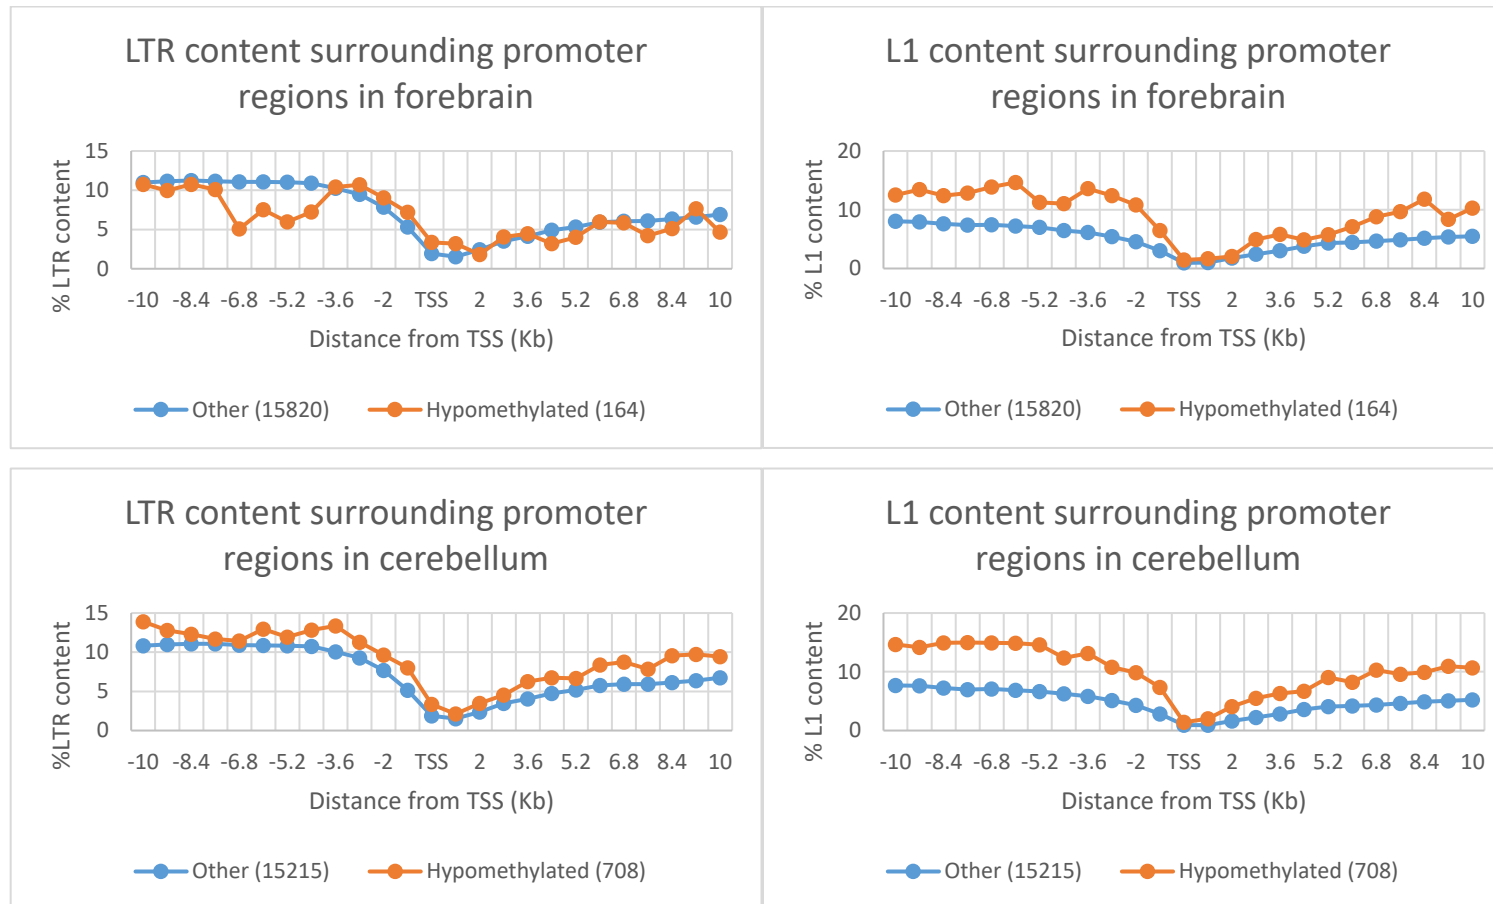 LTR content surrounding promoter
regions in forebrain
% LTR content
15
10
5
0
-10 -8.4 -6.8 -5.2 -3.6 -2 TSS 2 3.6 5.2 6.8 8.4 10
Distance from TSS (Kb)
Other (15820) Hypomethylated (164)
L1 content surrounding promoter
regions in forebrain
% L1 content
20
10
0
-10 -8.4 -6.8 -5.2 -3.6 -2 TSS 2 3.6 5.2 6.8 8.4 10
Distance from TSS (Kb)
Other (15820) Hypomethylated (164)
LTR content surrounding promoter
regions in cerebellum
%LTR content
15
10
5
0
-10 -8.4 -6.8 -5.2 -3.6 -2 TSS 2 3.6 5.2 6.8 8.4 10
Distance from TSS (Kb)
Other (15215) Hypomethylated (708)
L1 content surrounding promoter
regions in cerebellum
% L1 content
20
10
0
-10 -8.4 -6.8 -5.2 -3.6 -2 TSS 2 3.6 5.2 6.8 8.4 10
Distance from TSS (Kb)
Other (15215) Hypomethylated (708)